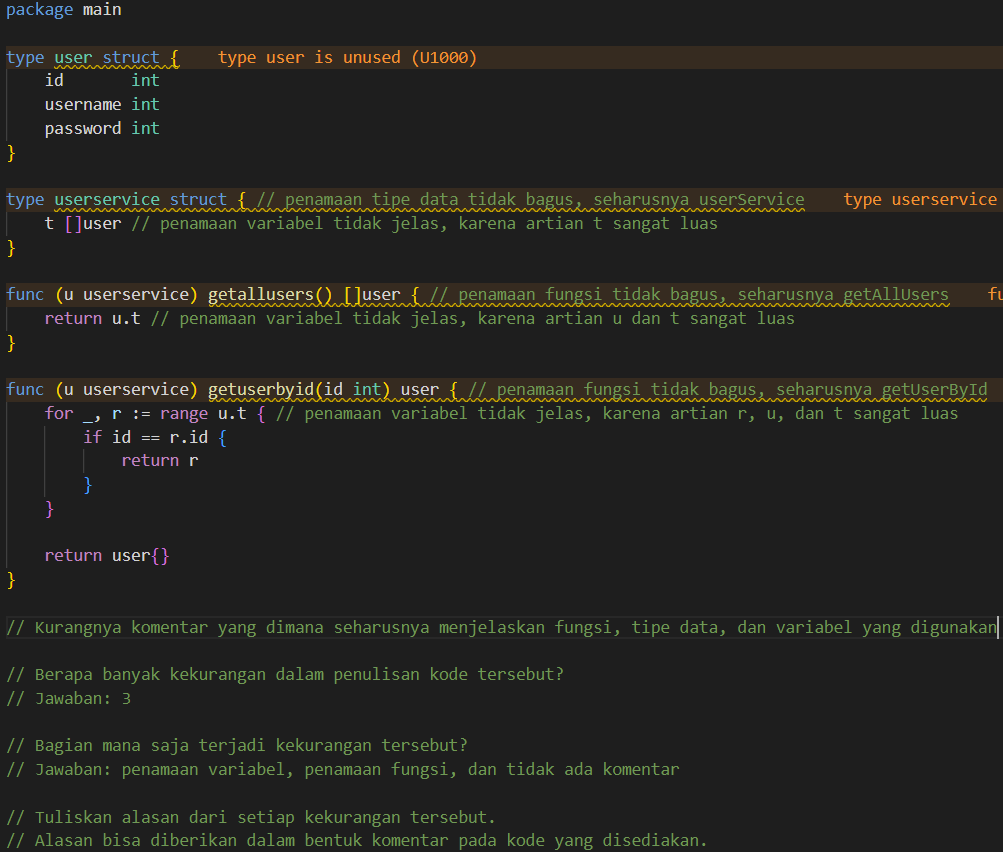 package main
type user struct {    type user is unused (U1000)
    id       int
    username int
    password int
}
type userservice struct { // penamaan tipe data tidak bagus, seharusnya userService    type userservice
    t []user // penamaan variabel tidak jelas, karena artian t sangat luas
}
func (u userservice) getallusers() []user { // penamaan fungsi tidak bagus, seharusnya getAllUsers    fu
    return u.t // penamaan variabel tidak jelas, karena artian u dan t sangat luas
}
func (u userservice) getuserbyid(id int) user { // penamaan fungsi tidak bagus, seharusnya getUserById
    for _, r := range u.t { // penamaan variabel tidak jelas, karena artian r, u, dan t sangat luas
        if id == r.id {
            return r
        }
    }
    return user{}
}
// Kurangnya komentar yang dimana seharusnya menjelaskan fungsi, tipe data, dan variabel yang digunakan
// Berapa banyak kekurangan dalam penulisan kode tersebut?
// Jawaban: 3
// Bagian mana saja terjadi kekurangan tersebut?
// Jawaban: penamaan variabel, penamaan fungsi, dan tidak ada komentar
// Tuliskan alasan dari setiap kekurangan tersebut.
// Alasan bisa diberikan dalam bentuk komentar pada kode yang disediakan.